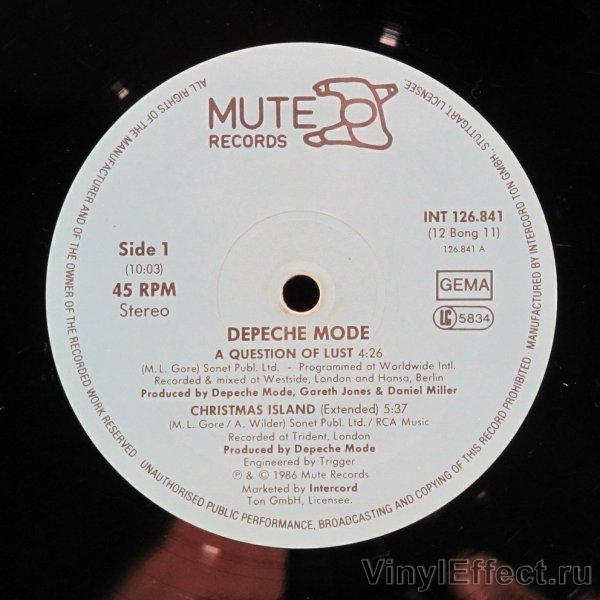 MUTE
RECORDS
INT 126.841
(12 Bong 11)
126.841 A
Side 1
(10:03)
45 RPM
Stereo
GEMA
LC 5834
DEPECHE MODE
A QUESTION OF LUST 4:26
(M. L. Gore) Sonet Publ. Ltd. - Programmed at Worldwide Intl.
Recorded & mixed at Westside, London and Hansa, Berlin
Produced by Depeche Mode, Gareth Jones & Daniel Miller
CHRISTMAS ISLAND (Extended) 5:37
(M. L. Gore / A. Wilder) Sonet Publ. Ltd. / RCA Music
Recorded at Trident, London
Produced by Depeche Mode
Engineered by Trigger
℗ & © 1986 Mute Records
Marketed by Intercord
Ton GmbH, Licensee.
ALL RIGHTS OF THE MANUFACTURER AND OF THE OWNER OF THE RECORDED WORK RESERVED · UNAUTHORISED PUBLIC PERFORMANCE, BROADCASTING AND COPYING OF THIS RECORD PROHIBITED · MANUFACTURED BY INTERCORD TON GMBH, STUTTGART, LICENSEE.
VinylEffect.ru